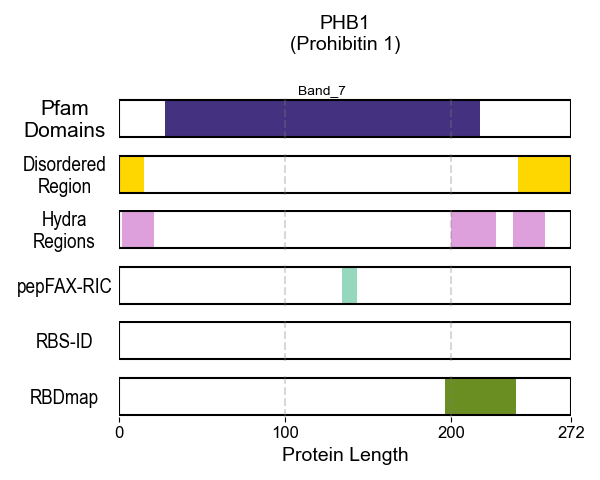 PHB1
(Prohibitin 1)
Band_7
Pfam
Domains
Disordered
Region
Hydra
Regions
pepFAX-RIC
RBS-ID
RBDmap
0 100 200 272
Protein Length